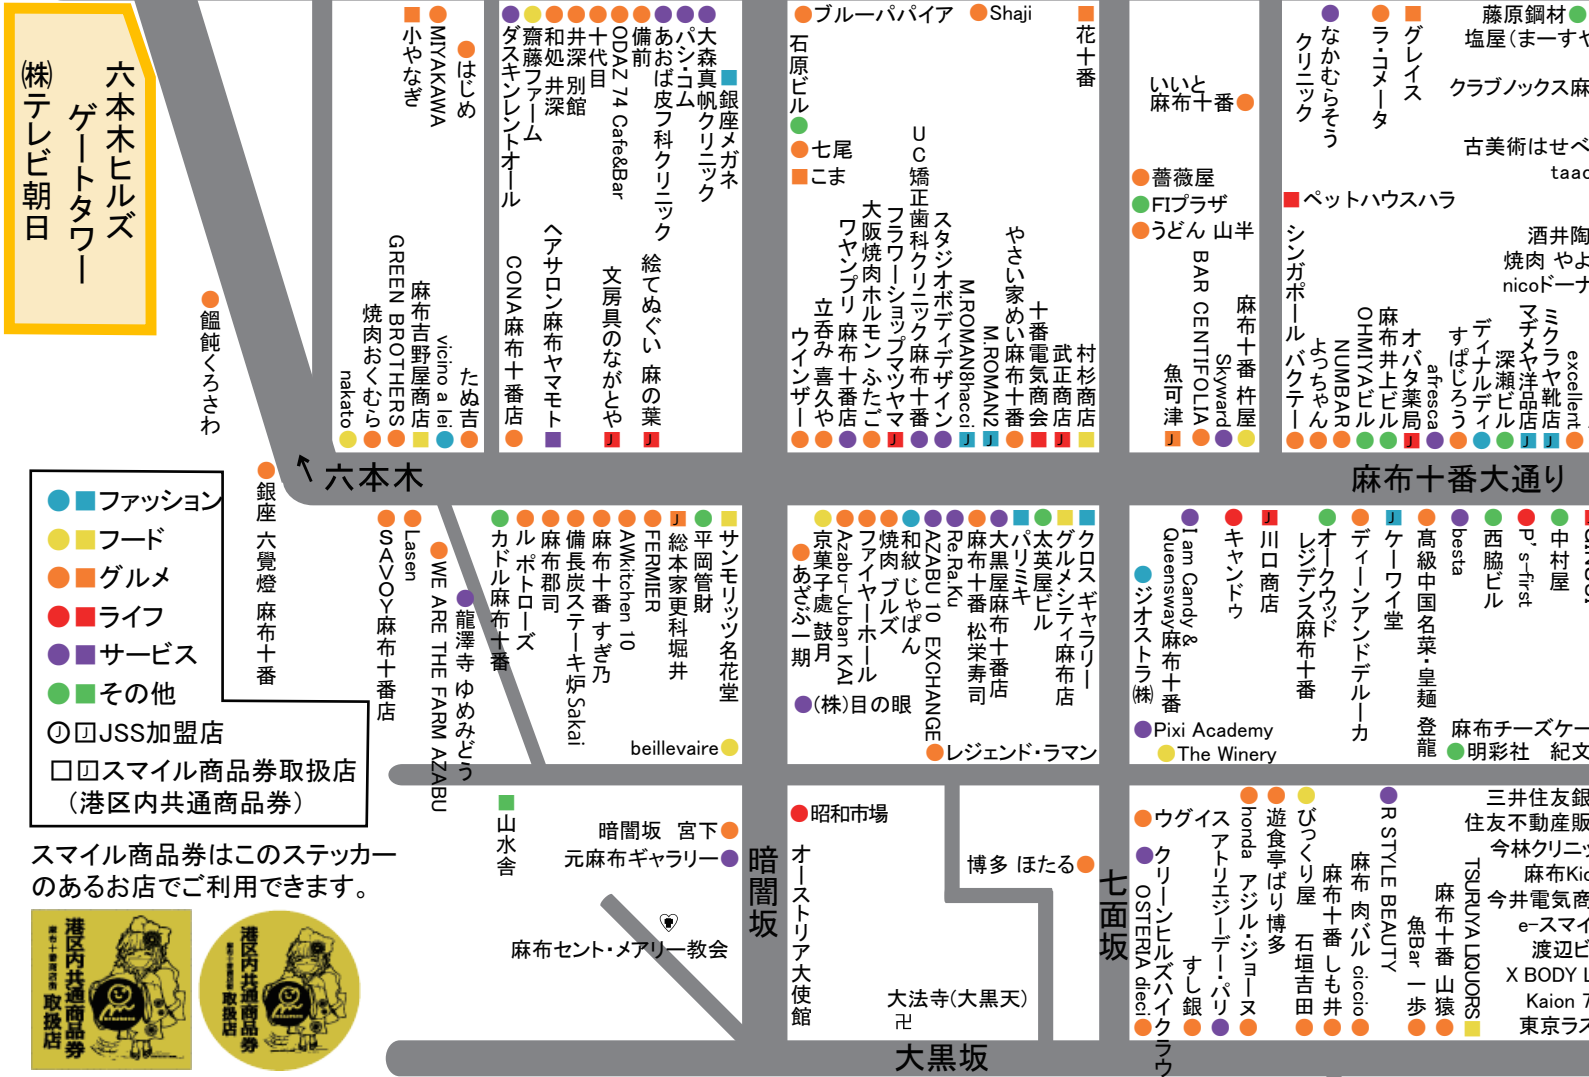 六本木ヒルズ
ゲートタワー
(株)テレビ朝日
小やなぎ
MIYAKAWA
はじめ
ダスキンレントオール
齋藤ファーム
和処 井深
井深 別館
十代目
ODAZ 74 Cafe&Bar
備前
あおば皮フ科クリニック
パシ・コム
大森真帆クリニック
銀座メガネ
ブルーパパイア
Shaji
花十番
石原ビル
七尾
こま
いいと
麻布十番
薔薇屋
FIプラザ
うどん 山半
なかむらそう
クリニック
ラ・コメータ
グレイス
藤原鋼材
塩屋(まーすや
クラブノックス麻
古美術はせべ
taac
ペットハウスハラ
酒井陶
焼肉 やよ
nicoドーナ
饂飩くろさわ
nakato
焼肉おくむら
GREEN BROTHERS
麻布吉野屋商店
vicino a lei
たぬ吉
CONA麻布十番店
ヘアサロン麻布ヤマモト
文房具のながとや
絵てぬぐい 麻の葉
ウインザー
立呑み 喜久や
ワヤンプリ 麻布十番店
大阪焼肉ホルモン ふたご
フラワーショップマツヤマ
UC矯正歯科クリニック麻布十番
スタジオボディデザイン
M.ROMAN8hacci
M.ROMAN2
やさい家めい麻布十番
十番電気商会
武正商店
村杉商店
魚可津
BAR CENTIFOLIA
Skyward
麻布十番 杵屋
シンガポール バクテー
よっちゃん
NUMBAR
OHMIYAビル
麻布井上ビル
オバタ薬局
afresca
すぱじろう
ディナルディ
深瀬ビル
マチメヤ洋品店
ミクラヤ靴店
excellent
↑六本木
麻布十番大通り
ファッション
フード
グルメ
ライフ
サービス
その他
JSS加盟店
スマイル商品券取扱店
(港区内共通商品券)
スマイル商品券はこのステッカー
のあるお店でご利用できます。
港区内共通商品券
麻布十番商店街
取扱店
港区内共通商品券
取扱店
銀座 六覺燈 麻布十番
SAVOY麻布十番店
Lasen
WE ARE THE FARM AZABU
龍澤寺 ゆめみどう
カドル麻布十番
ル ポトローズ
麻布郡司
備長炭ステーキ炉Sakai
麻布十番 すぎ乃
AWkitchen 10
FERMIER
総本家更科堀井
平岡管財
サンモリッツ名花堂
beillevaire
あざぶ一期
京菓子處 鼓月
Azabu-Juban KAI
ファイヤーホール
焼肉 ブルズ
和紋 じゃぱん
AZABU 10 EXCHANGE
Re.Ra.Ku
麻布十番 松栄寿司
大黒屋麻布十番店
パリミキ
太英屋ビル
グルメシティ麻布店
クロス ギャラリー
(株)目の眼
レジェンド・ラマン
ジオストラ(株)
I am Candy &
Queensway麻布十番
キャンドゥ
川口商店
オークウッド
レジデンス麻布十番
ディーンアンドデルーカ
ケーワイ堂
高級中国名菜・皇麺 登龍
besta
西脇ビル
P's-first
中村屋
Pixi Academy
The Winery
麻布チーズケー
明彩社
紀文
山水舎
暗闇坂 宮下
元麻布ギャラリー
麻布セント・メアリー教会
暗闇坂
昭和市場
オーストリア大使館
博多 ほたる
大法寺(大黒天)
卍
大黒坂
七面坂
ウグイス
クリーンヒルズハイクラウ
OSTERIA dieci
すし銀
アトリエジーデー・パリ
honda
アジル・ジョーヌ
遊食亭ばり博多
びっくり屋
石垣吉田
麻布十番 しも井
麻布 肉バル ciccio
R STYLE BEAUTY
魚Bar 一歩
麻布十番 山猿
TSURUYA LIQUORS
三井住友銀
住友不動産販
今林クリニッ
麻布Kic
今井電気商
e-スマイ
渡辺ビ
X BODY L
Kaion 7
東京ラス